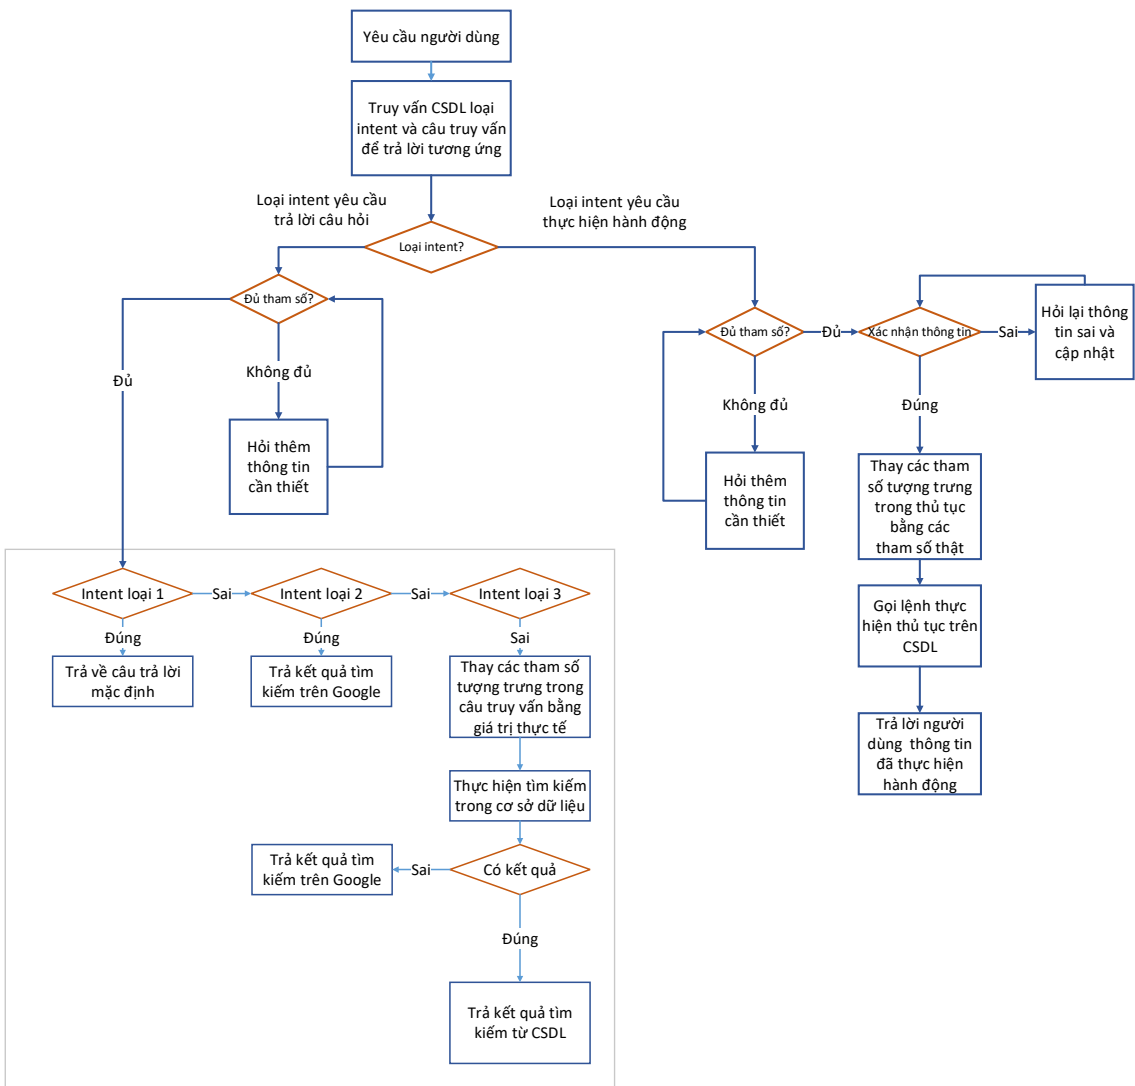 Yêu cầu người dùng
Truy vấn CSDL loại
intent và câu truy vấn
để trả lời tương ứng
Loại intent yêu cầu
trả lời câu hỏi
Loại intent yêu cầu
thực hiện hành động
Loại intent?
Đủ tham số?
Không đủ
Đủ
Hỏi thêm
thông tin
cần thiết
Đủ tham số?
Đủ
Xác nhận thông tin
Sai
Hỏi lại thông
tin sai và
cập nhật
Không đủ
Đúng
Hỏi thêm
thông tin
cần thiết
Thay các tham
số tượng trưng
trong thủ tục
bằng các
tham số thật
Gọi lệnh thực
hiện thủ tục trên
CSDL
Trả lời người
dùng  thông tin
đã thực hiện
hành động
Intent loại 1
Sai
Intent loại 2
Sai
Intent loại 3
Đúng
Đúng
Sai
Trả về câu trả lời
mặc định
Trả kết quả tìm
kiếm trên Google
Thay các tham số
tượng trưng trong
câu truy vấn bằng
giá trị thực tế
Thực hiện tìm kiếm
trong cơ sở dữ liệu
Trả kết quả tìm
kiếm trên Google
Sai
Có kết quả
Đúng
Trả kết quả tìm
kiếm từ CSDL